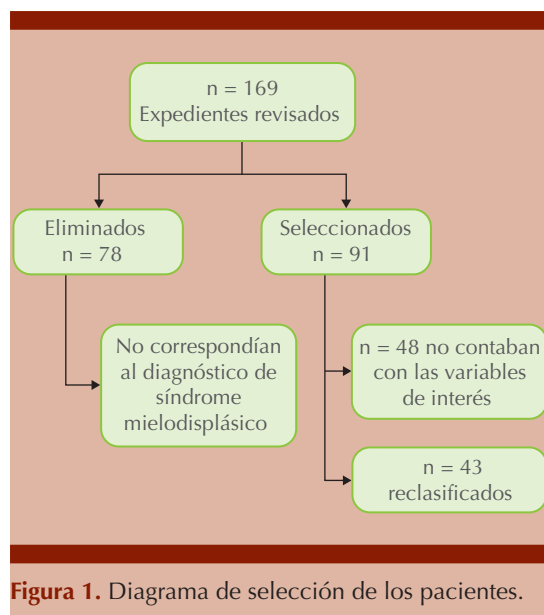 n = 169
Expedientes revisados
Eliminados
n = 78
Seleccionados
n = 91
No correspondían
al diagnóstico de
síndrome
mielodisplásico
n = 48 no contaban
con las variables
de interés
n = 43
reclasificados
Figura 1. Diagrama de selección de los pacientes.